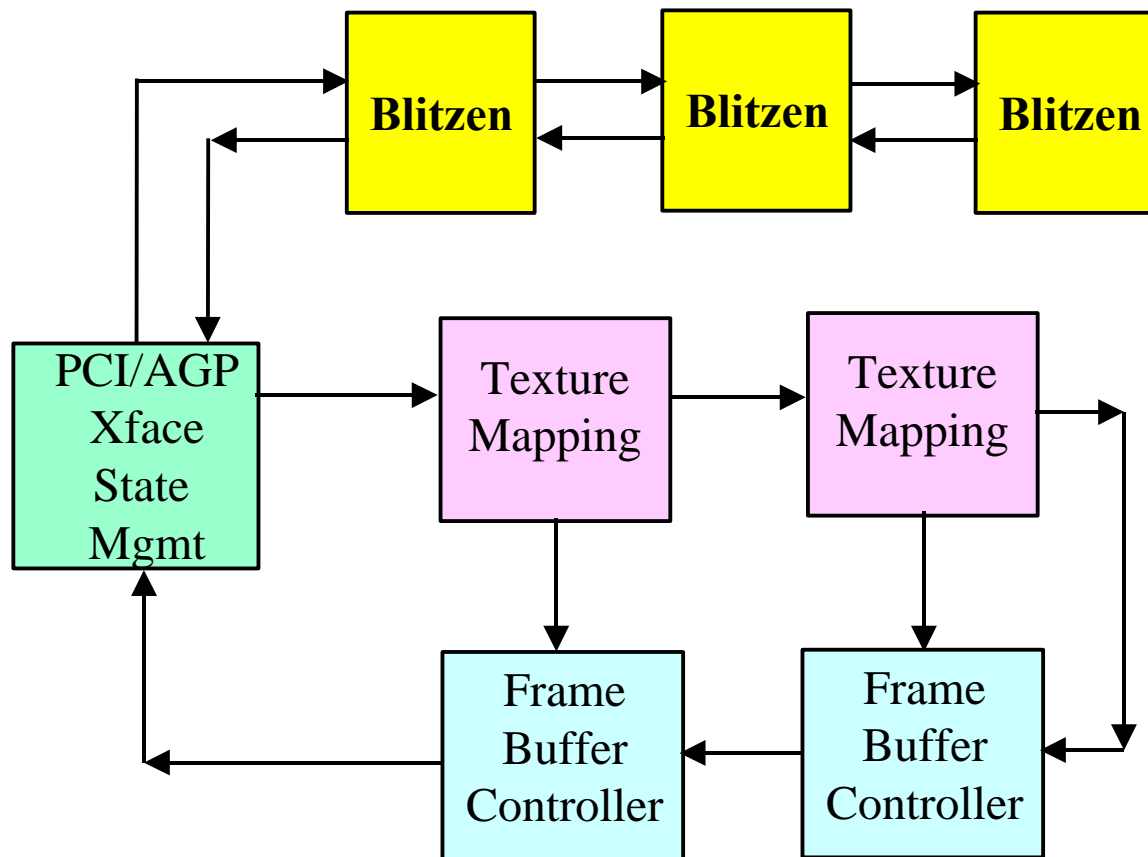 Blitzen
Blitzen
Blitzen
PCI/AGP
Xface
State
Mgmt
Texture
Mapping
Texture
Mapping
Frame
Buffer
Controller
Frame
Buffer
Controller